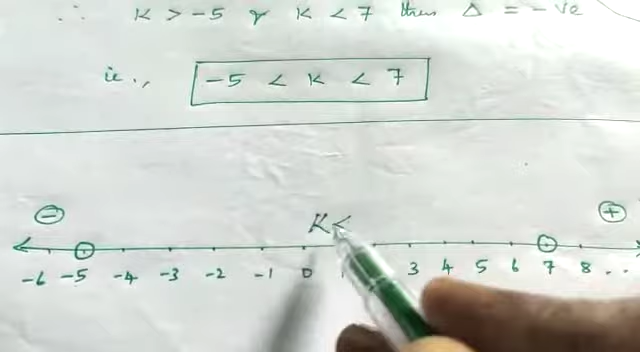 ∴ K > -5 & K < 7 then Δ = -ve
ie., -5 < K < 7
⊖ K < ⊕
-6 -5 -4 -3 -2 -1 0 1 3 4 5 6 7 8 ..